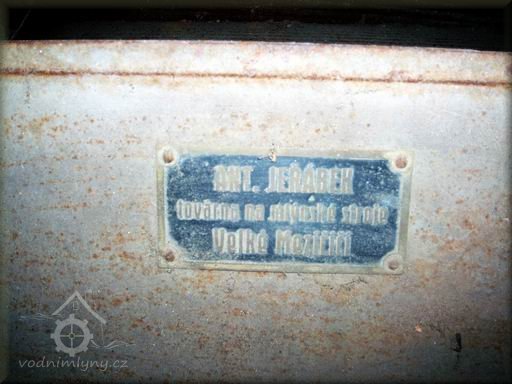 ANT. JEŘÁBEK
továrna na mlýnské stroje
Velké Meziříčí
vodnimlyny.cz